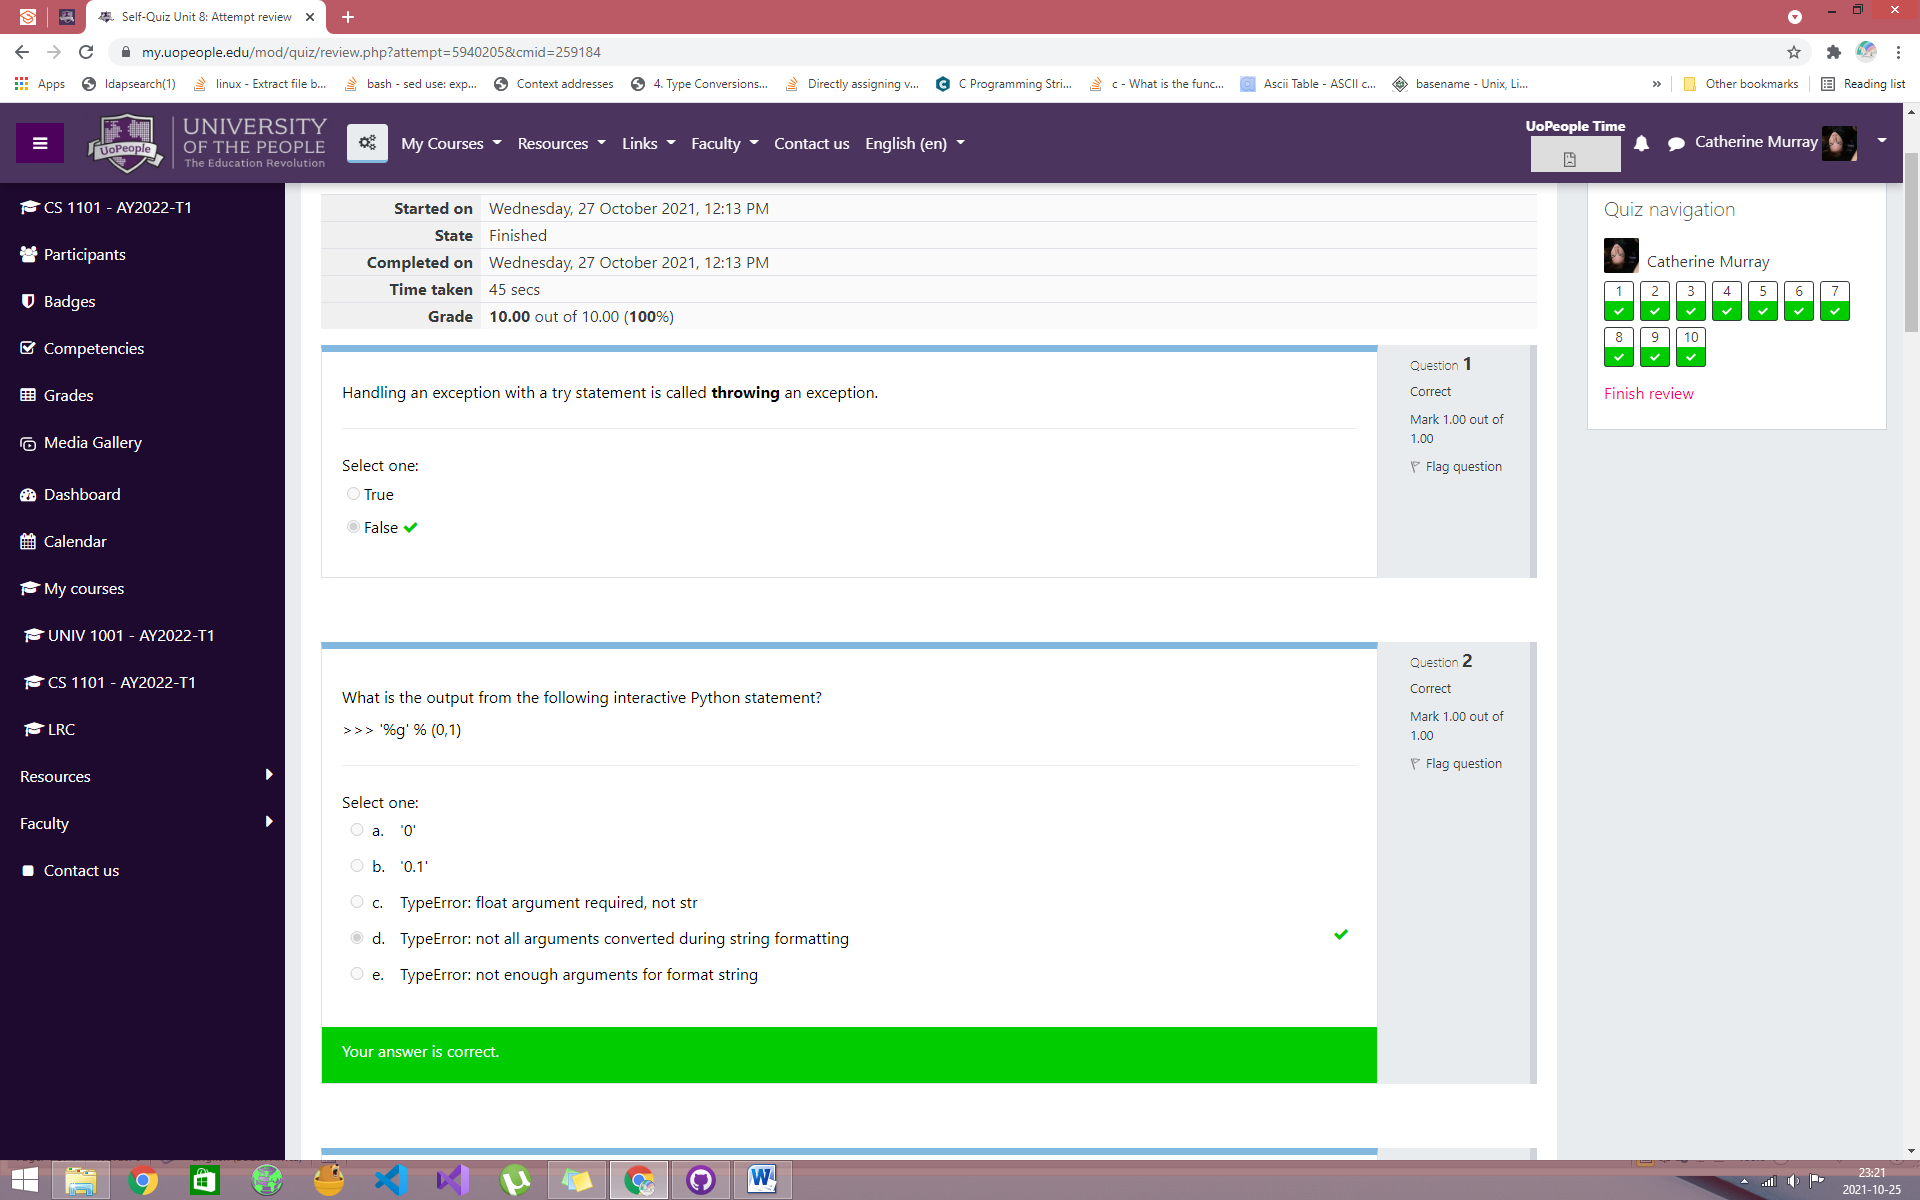 Self-Quiz Unit 8: Attempt review
my.uopeople.edu/mod/quiz/review.php?attempt=5940205&cmid=259184
Apps
ldapsearch(1)
linux - Extract file b...
bash - sed use: exp...
Context addresses
4. Type Conversions...
Directly assigning v...
C Programming Stri...
c - What is the func...
Ascii Table - ASCII c...
basename - Unix, Li...
»
Other bookmarks
Reading list
UoPeople
UNIVERSITY
OF THE PEOPLE
The Education Revolution
My Courses
Resources
Links
Faculty
Contact us
English (en)
UoPeople Time
Catherine Murray
CS 1101 - AY2022-T1
Participants
Badges
Competencies
Grades
Media Gallery
Dashboard
Calendar
My courses
UNIV 1001 - AY2022-T1
CS 1101 - AY2022-T1
LRC
Resources
Faculty
Contact us
Started on Wednesday, 27 October 2021, 12:13 PM
State Finished
Completed on Wednesday, 27 October 2021, 12:13 PM
Time taken 45 secs
Grade 10.00 out of 10.00 (100%)
Handling an exception with a try statement is called throwing an exception.
Select one:
True
False
Question 1
Correct
Mark 1.00 out of
1.00
Flag question
What is the output from the following interactive Python statement?
>>> '%g' % (0,1)
Select one:
a. '0'
b. '0.1'
c. TypeError: float argument required, not str
d. TypeError: not all arguments converted during string formatting
e. TypeError: not enough arguments for format string
Your answer is correct.
Question 2
Correct
Mark 1.00 out of
1.00
Flag question
Quiz navigation
Catherine Murray
1 2 3 4 5 6 7
8 9 10
Finish review
23:21
2021-10-25